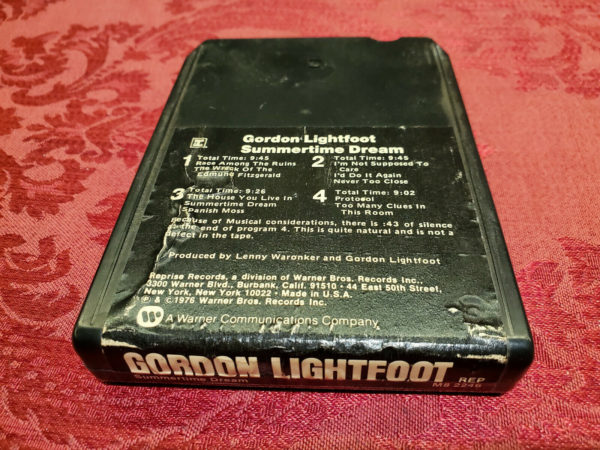 Gordon Lightfoot
Summertime Dream
1 Total Time: 9:45
Race Among The Ruins
The Wreck Of The
Edmund Fitzgerald
2 Total Time: 9:45
I'm Not Supposed To
Care
I'd Do It Again
Never Too Close
3 Total Time: 9:26
The House You Live In
Summertime Dream
Spanish Moss
4 Total Time: 9:02
Protocol
Too Many Clues In
This Room
Because of Musical considerations, there is :43 of silence
at the end of program 4. This is quite natural and is not a
defect in the tape.
Produced by Lenny Waronker and Gordon Lightfoot
Reprise Records, a division of Warner Bros. Records Inc.,
3300 Warner Blvd., Burbank, Calif. 91510 • 44 East 50th Street,
New York, New York 10022 • Made in U.S.A.
℗ & © 1976 Warner Bros. Records Inc.
A Warner Communications Company
GORDON LIGHTFOOT
Summertime Dream
REP
M8 2246